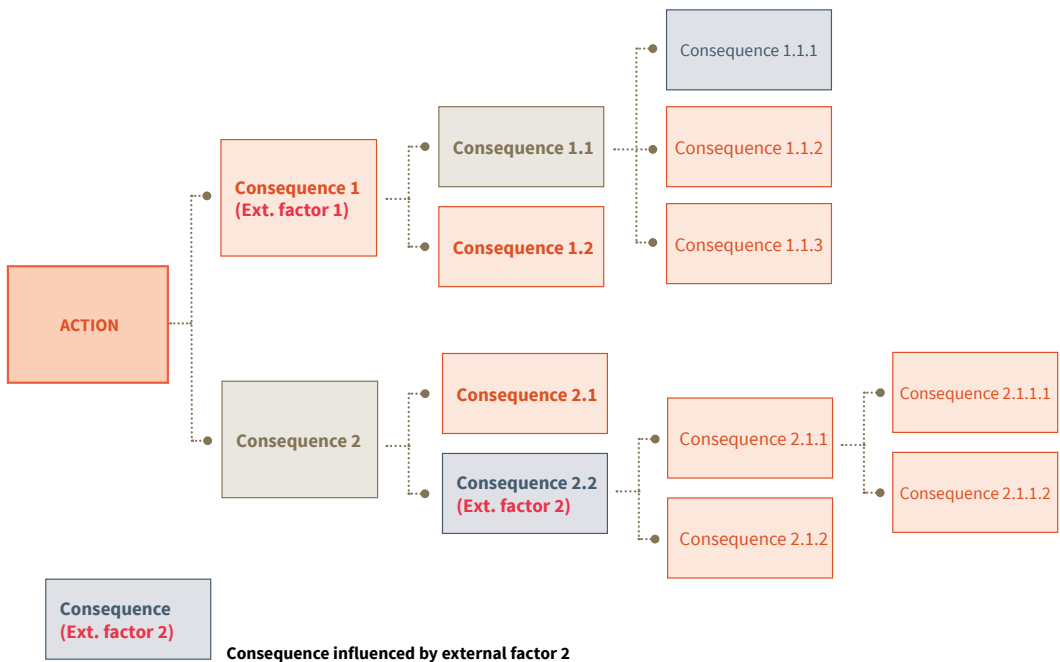 Consequence 1.1.1
Consequence 1.1
Consequence 1.1.2
Consequence 1
(Ext. factor 1)
Consequence 1.2
Consequence 1.1.3
ACTION
Consequence 2.1
Consequence 2.1.1.1
Consequence 2
Consequence 2.1.1
Consequence 2.2
(Ext. factor 2)
Consequence 2.1.1.2
Consequence 2.1.2
Consequence
(Ext. factor 2)
Consequence influenced by external factor 2